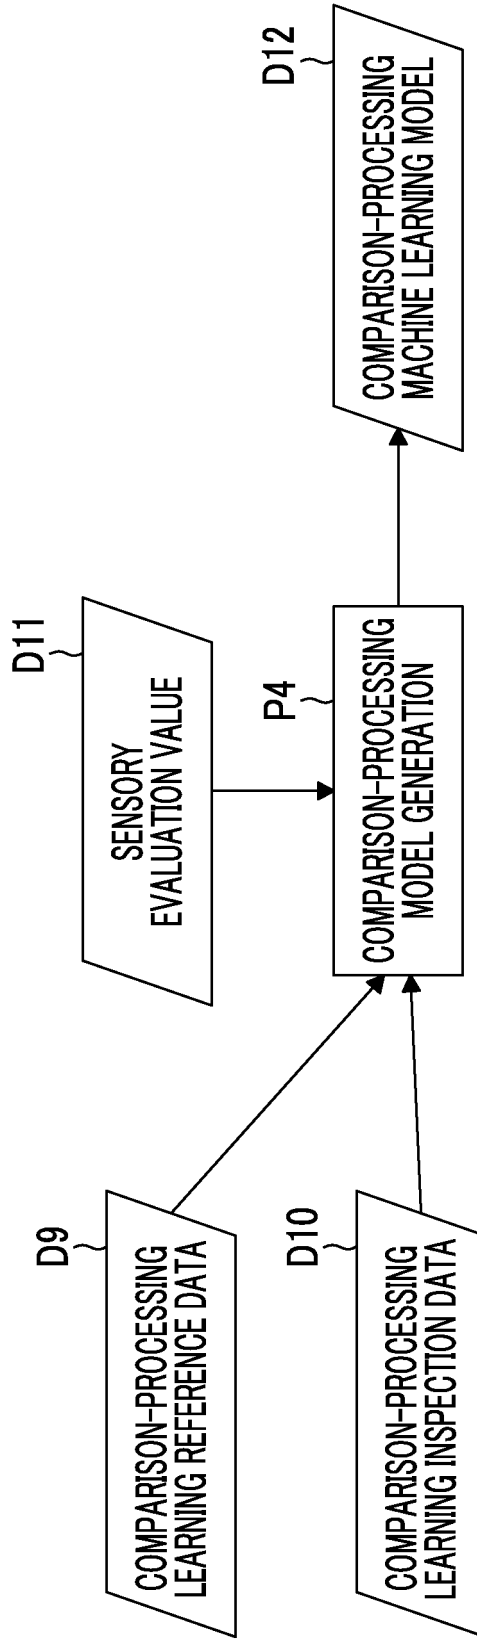 D9
COMPARISON-PROCESSING
LEARNING REFERENCE DATA
D10
COMPARISON-PROCESSING
LEARNING INSPECTION DATA
D11
SENSORY
EVALUATION VALUE
P4
COMPARISON-PROCESSING
MODEL GENERATION
D12
COMPARISON-PROCESSING
MACHINE LEARNING MODEL